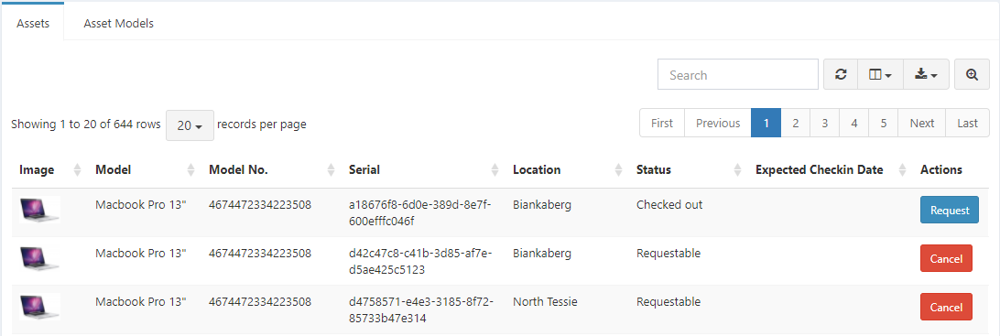 Assets Asset Models
Search
Showing 1 to 20 of 644 rows 20 records per page First Previous 1 2 3 4 5 Next Last
Image Model Model No. Serial Location Status Expected Checkin Date Actions
Macbook Pro 13" 4674472334223508 a18676f8-6d0e-389d-8e7f- Biankaberg Checked out Request
600efffc046f
Macbook Pro 13" 4674472334223508 d42c47c8-c41b-3d85-af7e- Biankaberg Requestable Cancel
d5ae425c5123
Macbook Pro 13" 4674472334223508 d4758571-e4e3-3185-8f72- North Tessie Requestable Cancel
85733b47e314